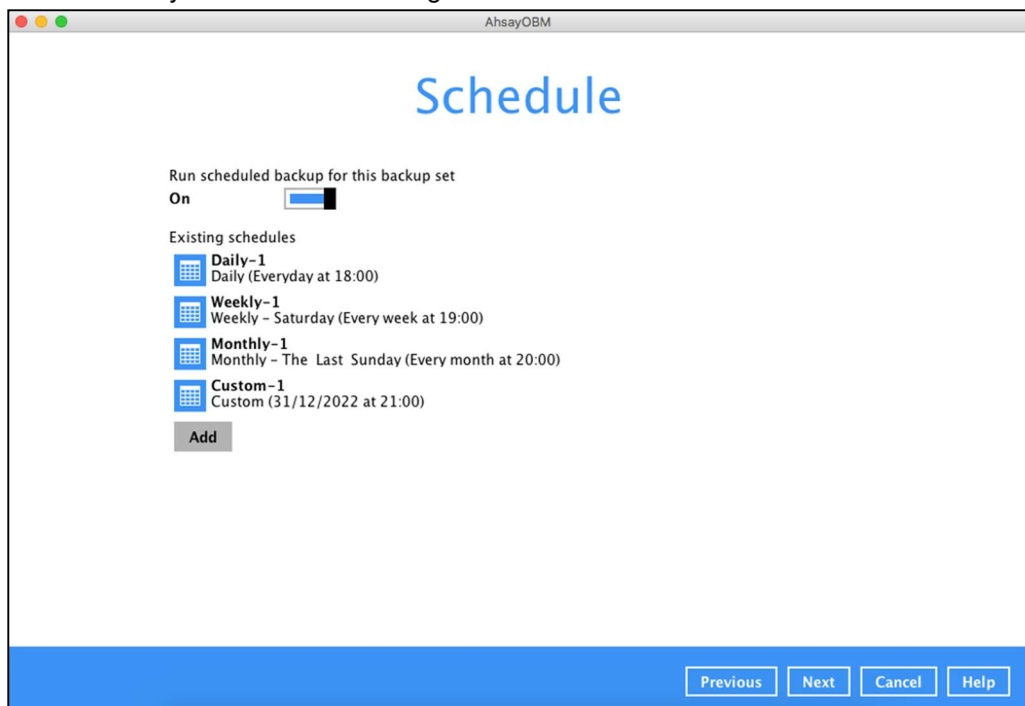 AhsayOBM
Schedule
Run scheduled backup for this backup set
On
Existing schedules
Daily-1
Daily (Everyday at 18:00)
Weekly-1
Weekly - Saturday (Every week at 19:00)
Monthly-1
Monthly - The Last Sunday (Every month at 20:00)
Custom-1
Custom (31/12/2022 at 21:00)
Add
Previous Next Cancel Help